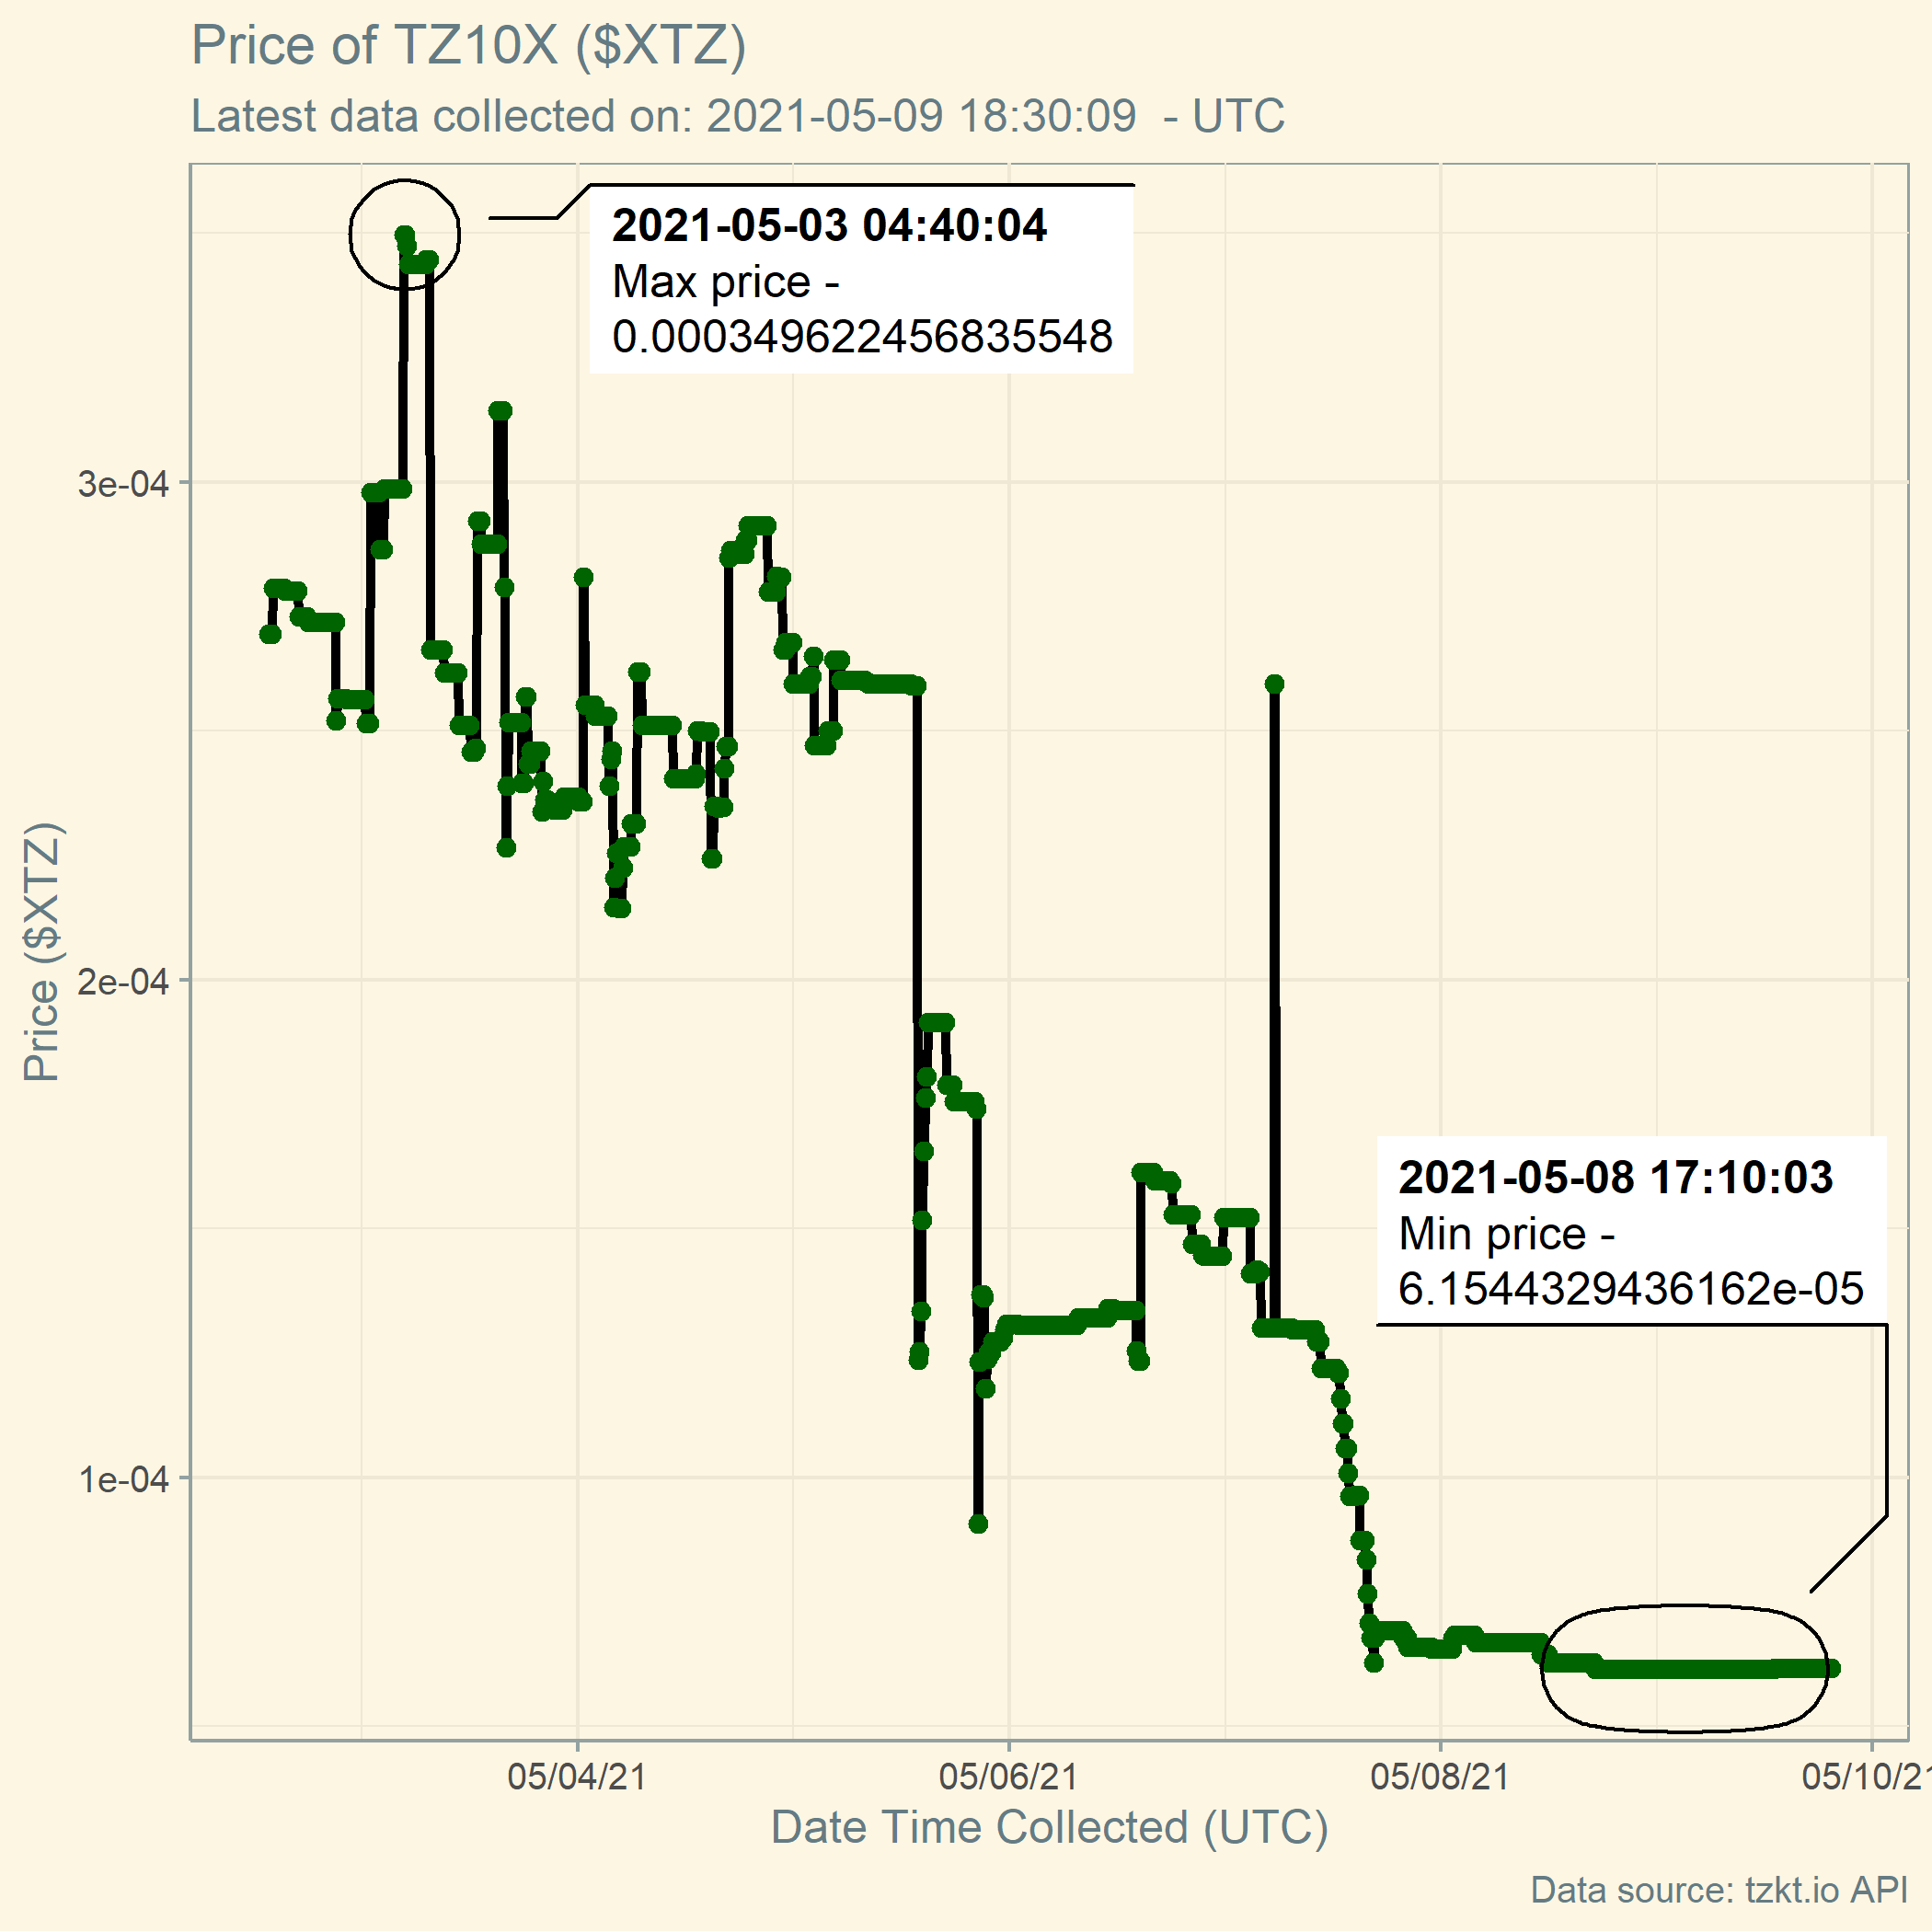 Price of TZ10X ($XTZ)
Latest data collected on: 2021-05-09 18:30:09  - UTC
2021-05-03 04:40:04
Max price -
0.000349622456835548
3e-04
2e-04
1e-04
Price ($XTZ)
2021-05-08 17:10:03
Min price -
6.1544329436162e-05
05/04/21
05/06/21
05/08/21
05/10/21
Date Time Collected (UTC)
Data source: tzkt.io API